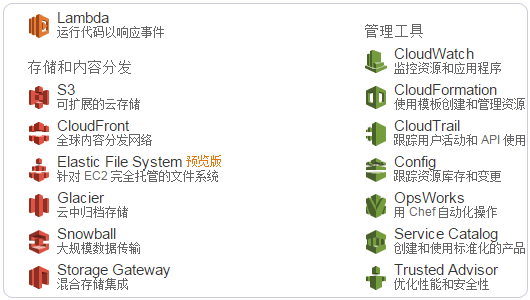 Lambda
运行代码以响应事件
存储和内容分发
S3
可扩展的云存储
CloudFront
全球内容分发网络
Elastic File System 预览版
针对 EC2 完全托管的文件系统
Glacier
云中归档存储
Snowball
大规模数据传输
Storage Gateway
混合存储集成
管理工具
CloudWatch
监控资源和应用程序
CloudFormation
使用模板创建和管理资源
CloudTrail
跟踪用户活动和 API 使用
Config
跟踪资源库存和变更
OpsWorks
用 Chef 自动化操作
Service Catalog
创建和使用标准化的产品
Trusted Advisor
优化性能和安全性